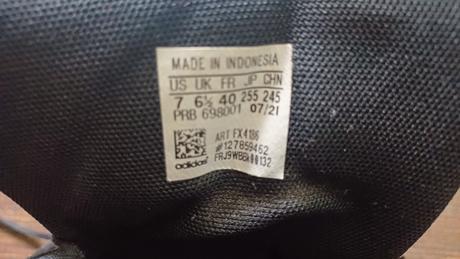 MADE IN INDONESIA
US UK FR JP CHN
7 6½ 40 255 245
PRB 698001 07/21
ART FX4186
#127859462
adidas FRJ9WB6X00132